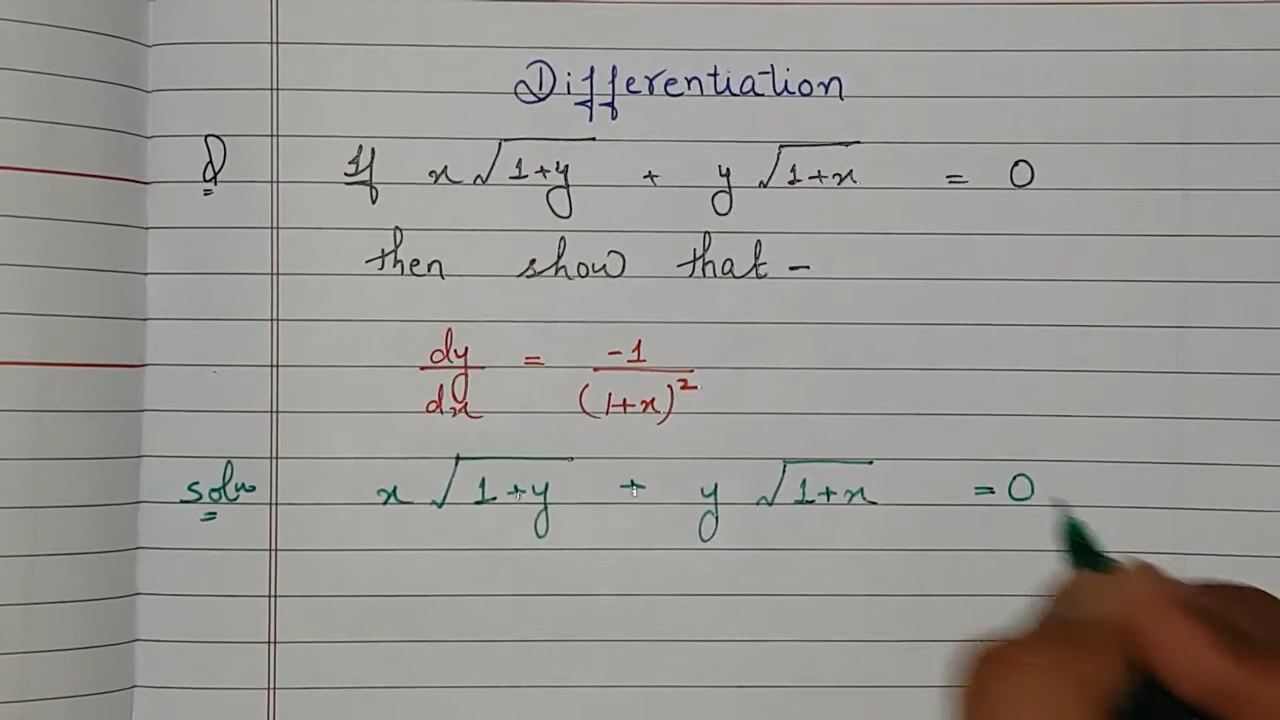 Differentiation
Q If x√1+y + y√1+x = 0
then show that -
dy/dx = -1/(1+x)²
soln x√1+y + y√1+x = 0